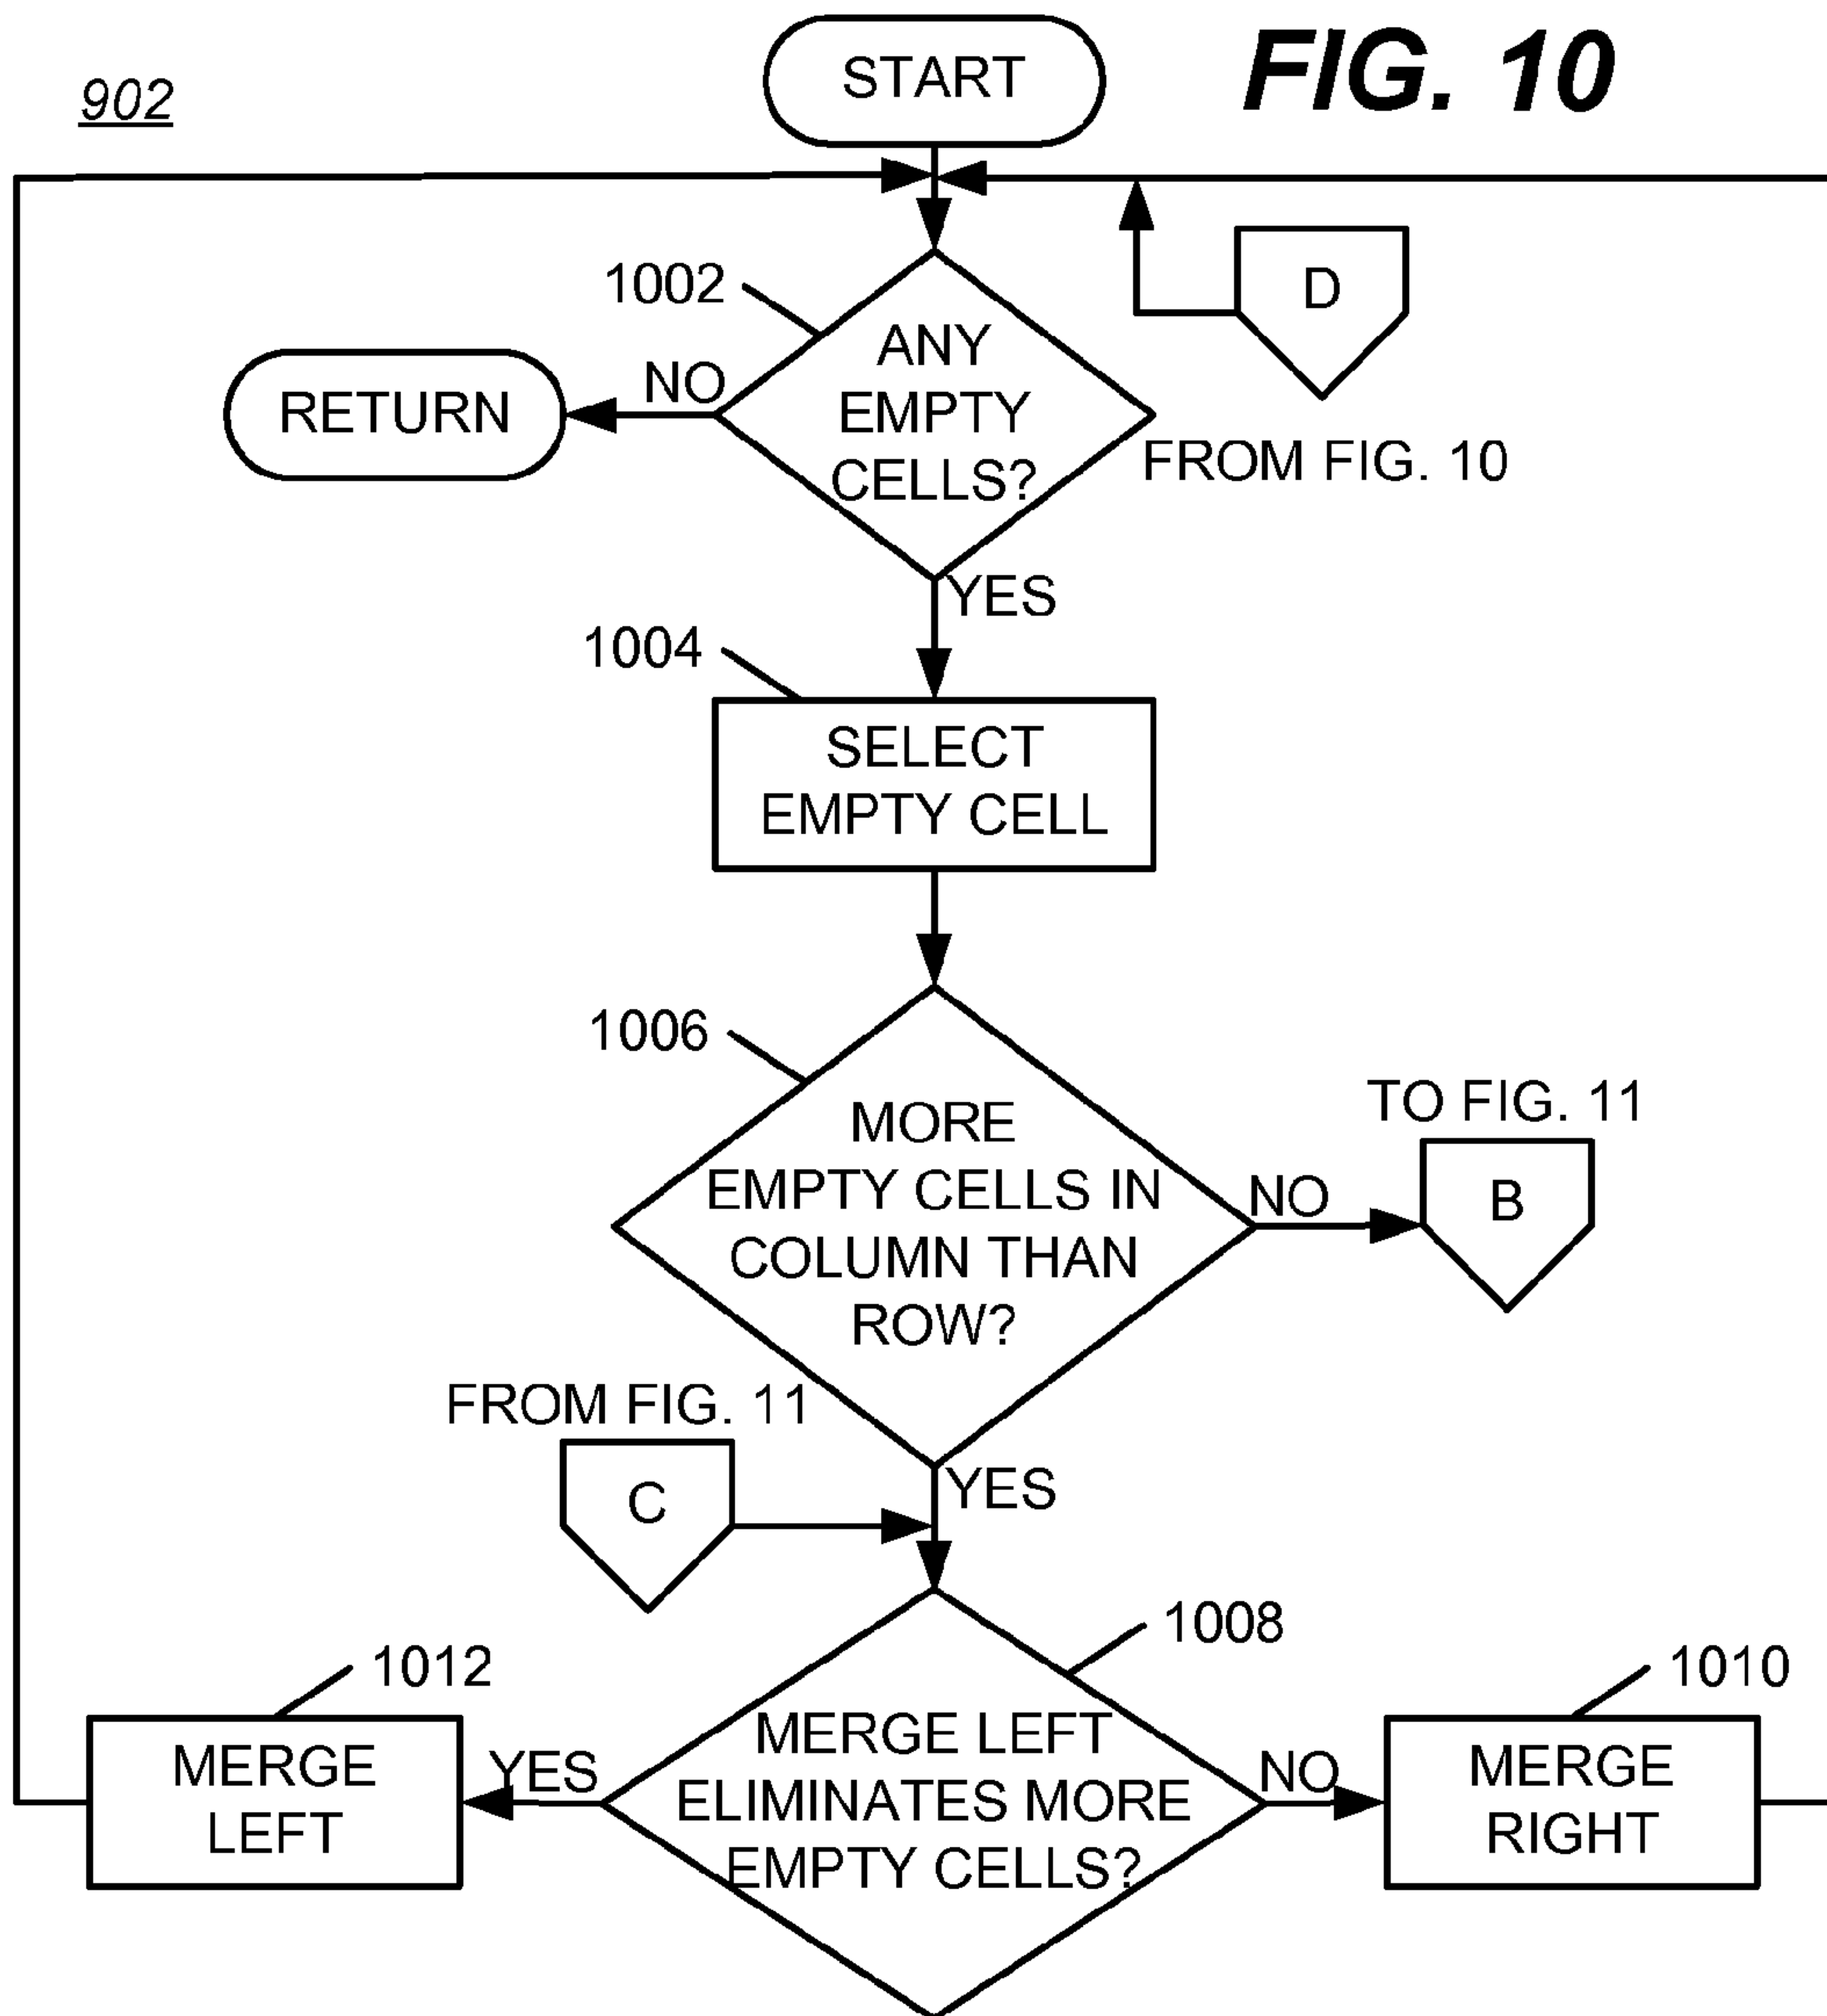 902
START
FIG. 10
1002
ANY
EMPTY
CELLS?
NO
RETURN
D
FROM FIG. 10
YES
1004
SELECT
EMPTY CELL
1006
MORE
EMPTY CELLS IN
COLUMN THAN
ROW?
NO
TO FIG. 11
B
FROM FIG. 11
C
YES
1008
MERGE LEFT
ELIMINATES MORE
EMPTY CELLS?
YES
1012
MERGE
LEFT
NO
1010
MERGE
RIGHT